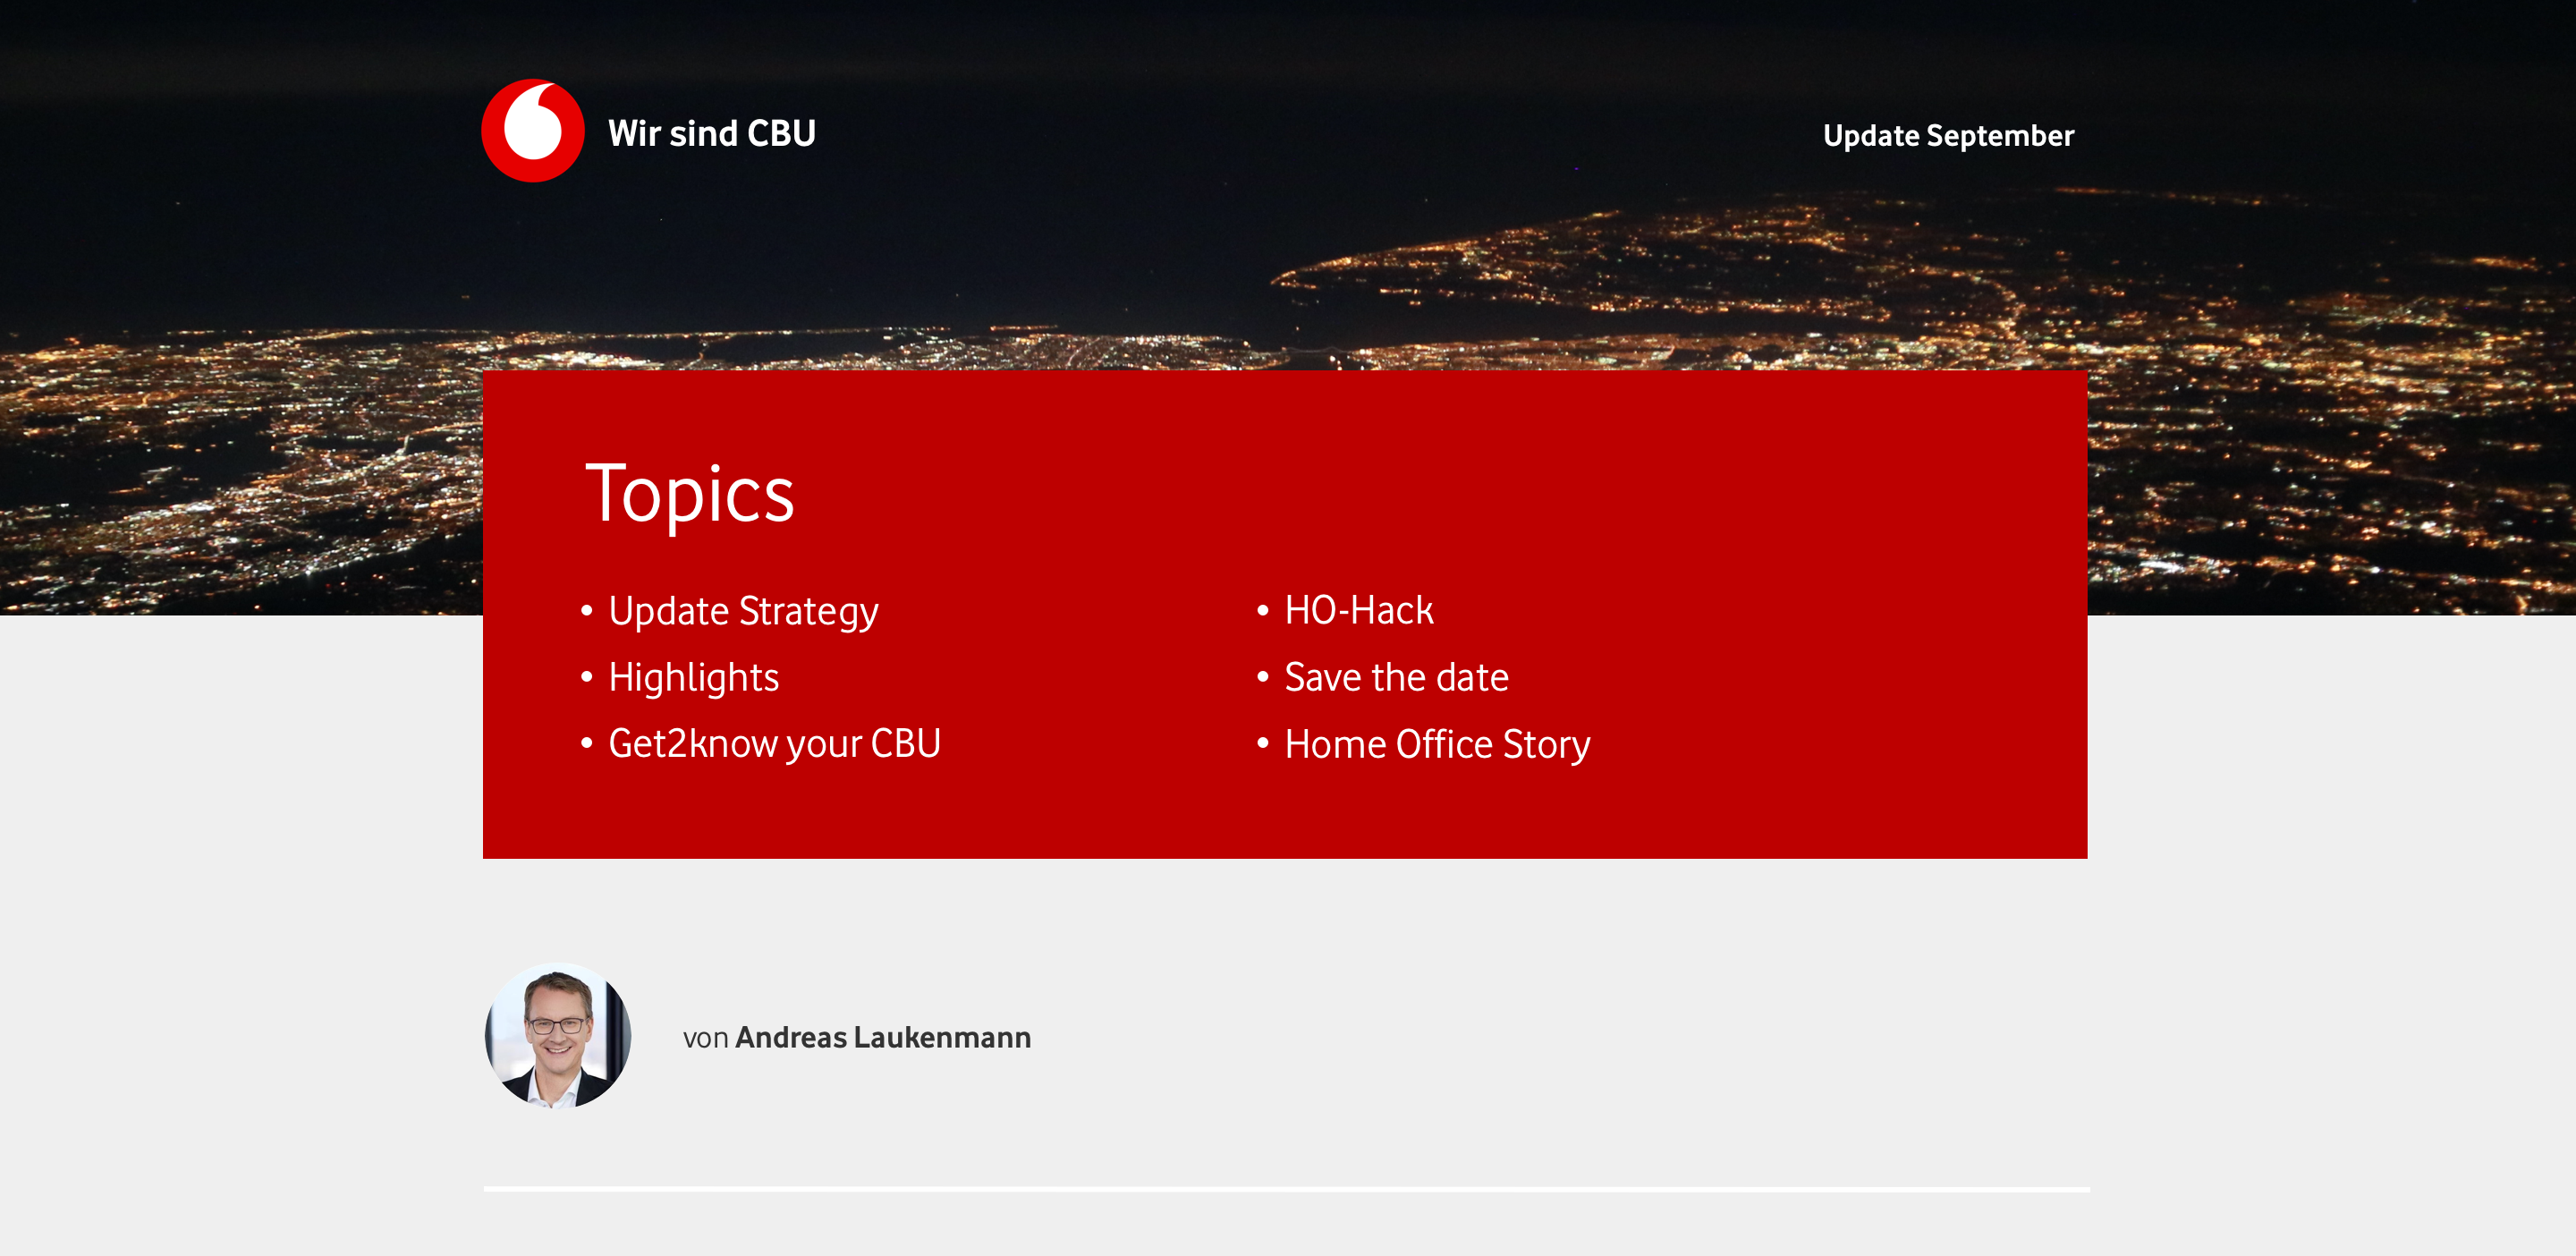 Wir sind CBU
Update September
Topics
• Update Strategy
• Highlights
• Get2know your CBU
• HO-Hack
• Save the date
• Home Office Story
von Andreas Laukenmann